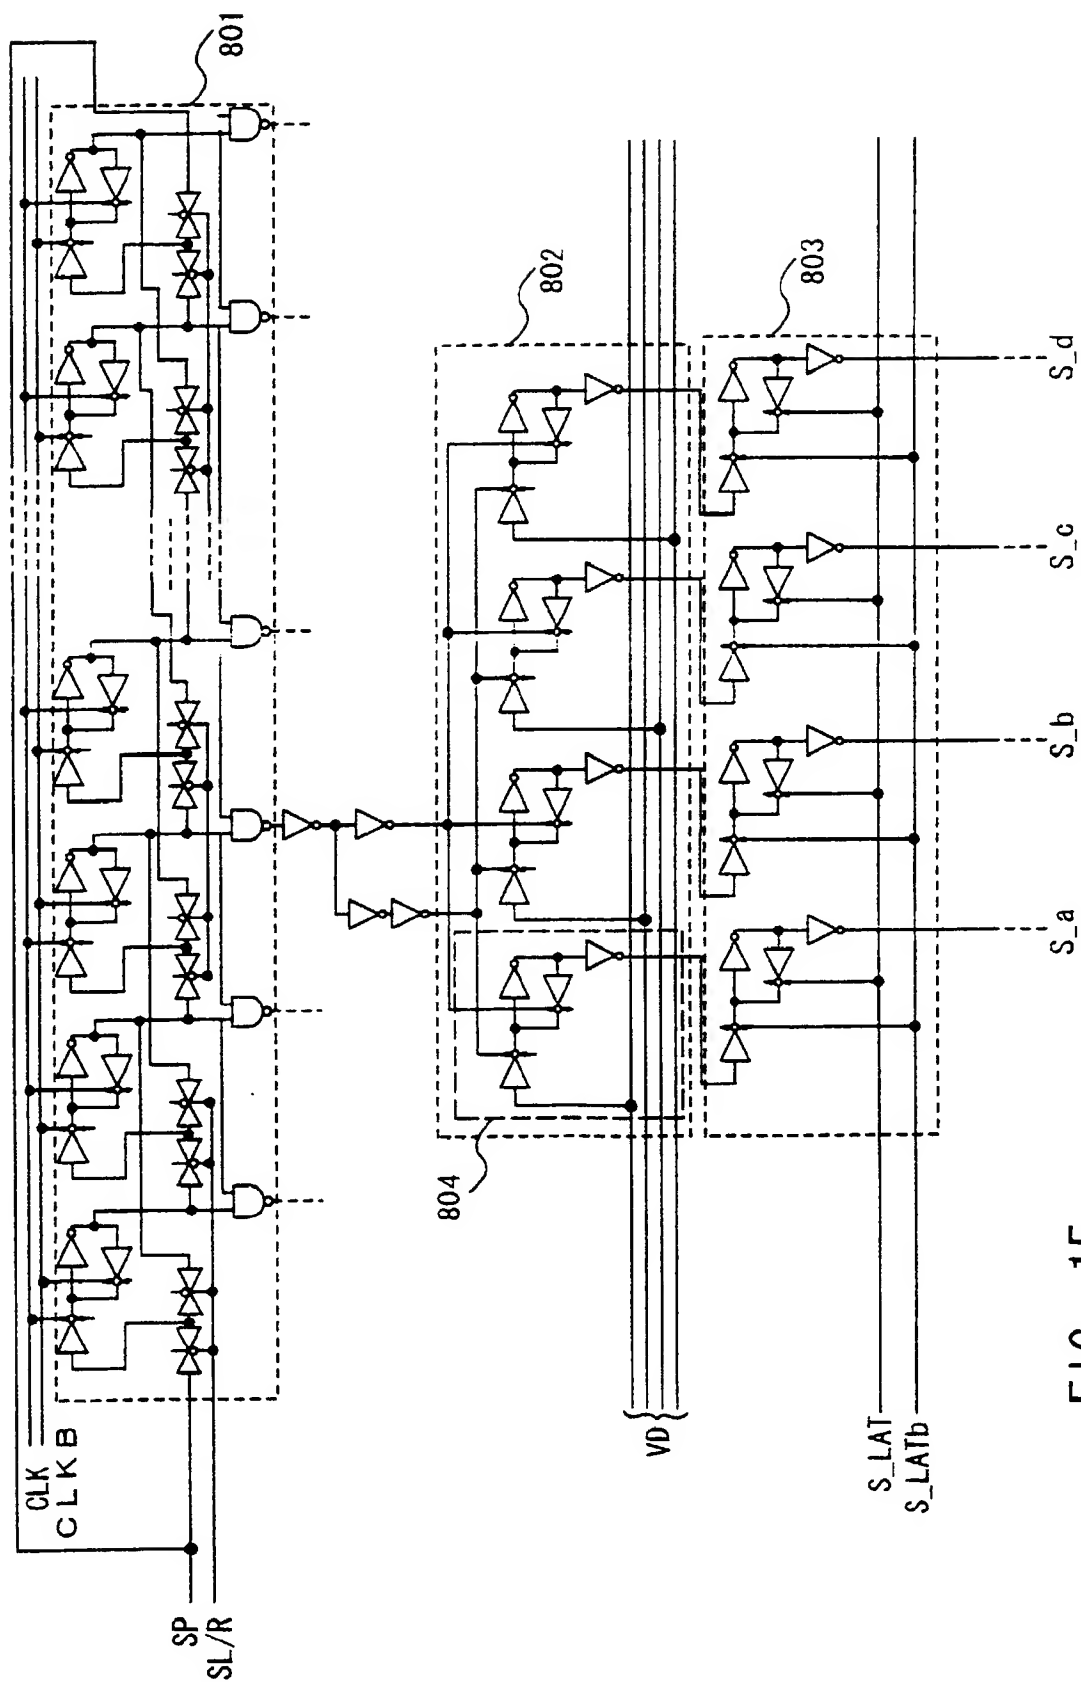 CLK
CLKB
SP
SL/R
801
802
804
VD
803
S_LAT
S_LATb
S_a
S_b
S_c
S_d